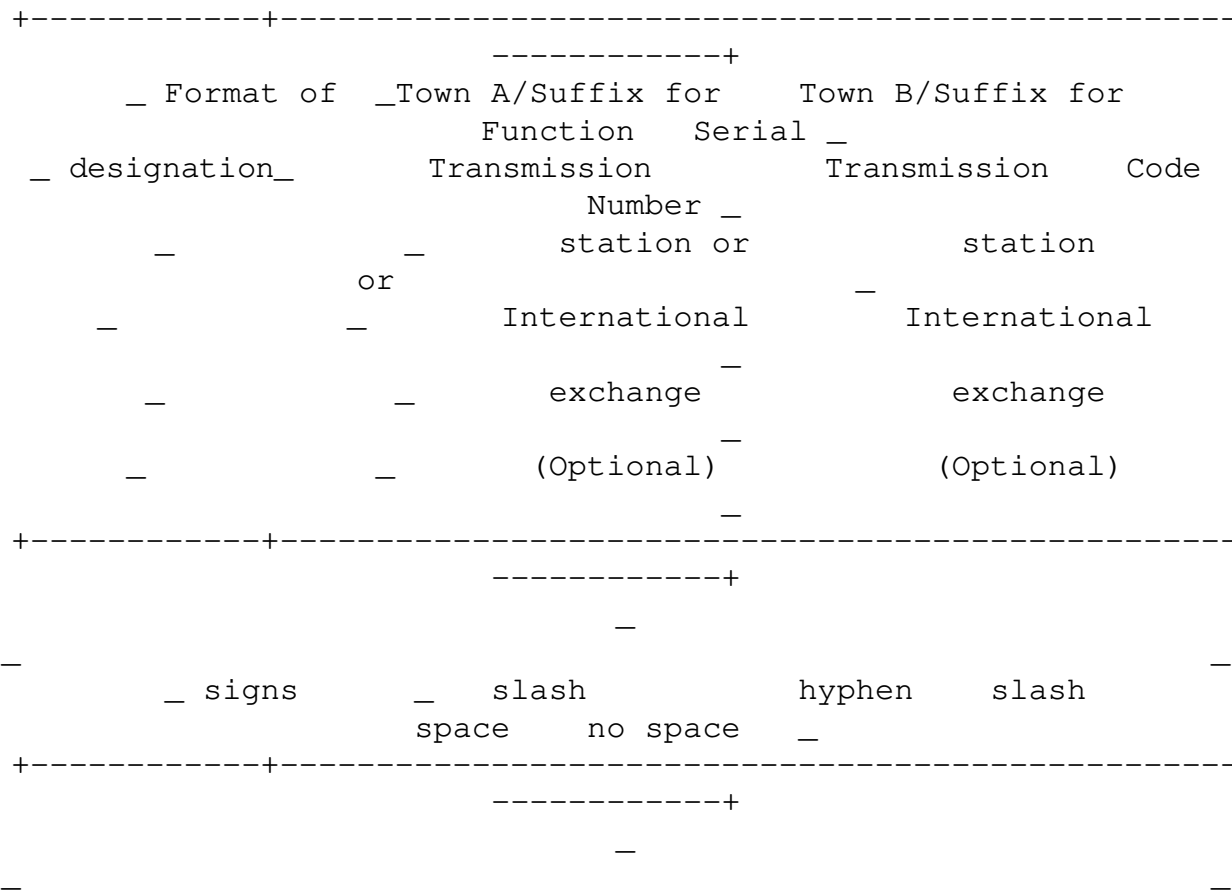 +------------+--------------------------------------------------
------------+
_ Format of _Town A/Suffix for Town B/Suffix for
Function Serial _
_ designation_ Transmission Transmission Code
Number _
_ _ station or station
or _
_ _ International International
_
_ _ exchange exchange
_
_ _ (Optional) (Optional)
_
+------------+--------------------------------------------------
------------+
_
_ _
_ signs _ slash hyphen slash
space no space _
+------------+--------------------------------------------------
------------+
_
_ _